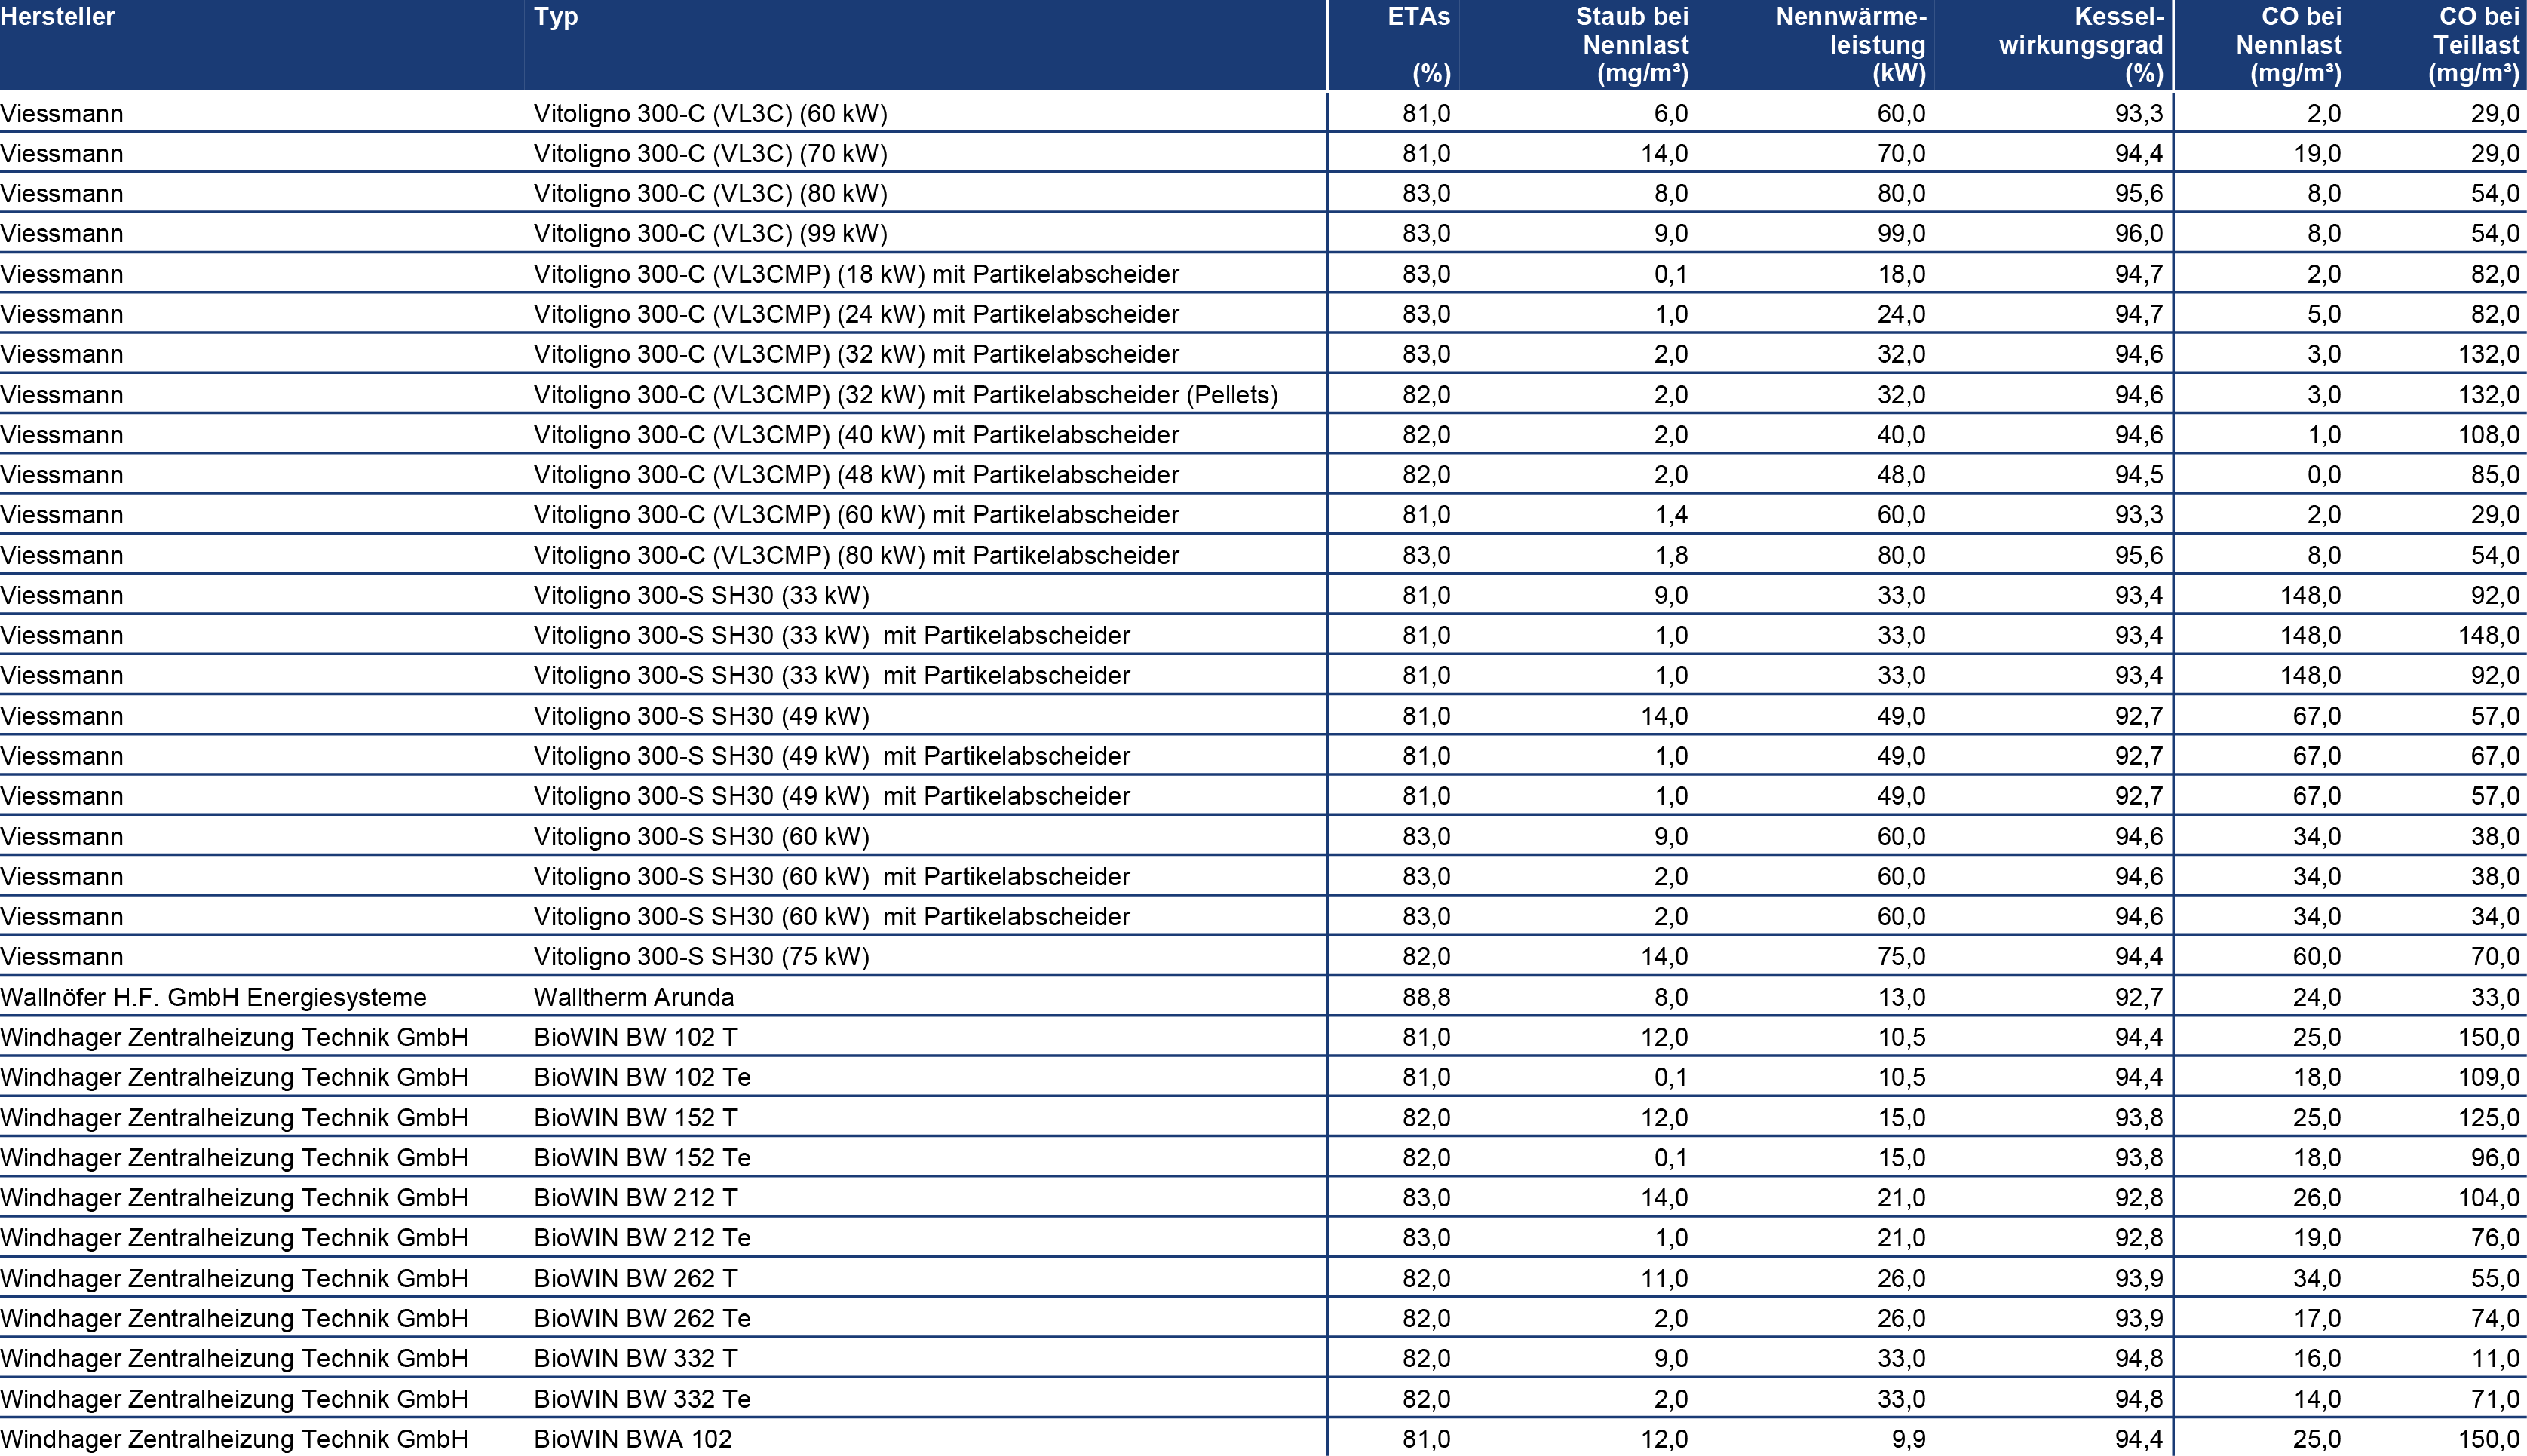 Hersteller Typ ETAs (%) Staub bei Nennlast (mg/m³) Nennwärme-leistung (kW) Kessel-wirkungsgrad (%) CO bei Nennlast (mg/m³) CO bei Teillast (mg/m³)
Viessmann Vitoligno 300-C (VL3C) (60 kW) 81,0 6,0 60,0 93,3 2,0 29,0
Viessmann Vitoligno 300-C (VL3C) (70 kW) 81,0 14,0 70,0 94,4 19,0 29,0
Viessmann Vitoligno 300-C (VL3C) (80 kW) 83,0 8,0 80,0 95,6 8,0 54,0
Viessmann Vitoligno 300-C (VL3C) (99 kW) 83,0 9,0 99,0 96,0 8,0 54,0
Viessmann Vitoligno 300-C (VL3CMP) (18 kW) mit Partikelabscheider 83,0 0,1 18,0 94,7 2,0 82,0
Viessmann Vitoligno 300-C (VL3CMP) (24 kW) mit Partikelabscheider 83,0 1,0 24,0 94,7 5,0 82,0
Viessmann Vitoligno 300-C (VL3CMP) (32 kW) mit Partikelabscheider 83,0 2,0 32,0 94,6 3,0 132,0
Viessmann Vitoligno 300-C (VL3CMP) (32 kW) mit Partikelabscheider (Pellets) 82,0 2,0 32,0 94,6 3,0 132,0
Viessmann Vitoligno 300-C (VL3CMP) (40 kW) mit Partikelabscheider 82,0 2,0 40,0 94,6 1,0 108,0
Viessmann Vitoligno 300-C (VL3CMP) (48 kW) mit Partikelabscheider 82,0 2,0 48,0 94,5 0,0 85,0
Viessmann Vitoligno 300-C (VL3CMP) (60 kW) mit Partikelabscheider 81,0 1,4 60,0 93,3 2,0 29,0
Viessmann Vitoligno 300-C (VL3CMP) (80 kW) mit Partikelabscheider 83,0 1,8 80,0 95,6 8,0 54,0
Viessmann Vitoligno 300-S SH30 (33 kW) 81,0 9,0 33,0 93,4 148,0 92,0
Viessmann Vitoligno 300-S SH30 (33 kW) mit Partikelabscheider 81,0 1,0 33,0 93,4 148,0 148,0
Viessmann Vitoligno 300-S SH30 (33 kW) mit Partikelabscheider 81,0 1,0 33,0 93,4 148,0 92,0
Viessmann Vitoligno 300-S SH30 (49 kW) 81,0 14,0 49,0 92,7 67,0 57,0
Viessmann Vitoligno 300-S SH30 (49 kW) mit Partikelabscheider 81,0 1,0 49,0 92,7 67,0 67,0
Viessmann Vitoligno 300-S SH30 (49 kW) mit Partikelabscheider 81,0 1,0 49,0 92,7 67,0 57,0
Viessmann Vitoligno 300-S SH30 (60 kW) 83,0 9,0 60,0 94,6 34,0 38,0
Viessmann Vitoligno 300-S SH30 (60 kW) mit Partikelabscheider 83,0 2,0 60,0 94,6 34,0 38,0
Viessmann Vitoligno 300-S SH30 (60 kW) mit Partikelabscheider 83,0 2,0 60,0 94,6 34,0 34,0
Viessmann Vitoligno 300-S SH30 (75 kW) 82,0 14,0 75,0 94,4 60,0 70,0
Wallnöfer H.F. GmbH Energiesysteme Walltherm Arunda 88,8 8,0 13,0 92,7 24,0 33,0
Windhager Zentralheizung Technik GmbH BioWIN BW 102 T 81,0 12,0 10,5 94,4 25,0 150,0
Windhager Zentralheizung Technik GmbH BioWIN BW 102 Te 81,0 0,1 10,5 94,4 18,0 109,0
Windhager Zentralheizung Technik GmbH BioWIN BW 152 T 82,0 12,0 15,0 93,8 25,0 125,0
Windhager Zentralheizung Technik GmbH BioWIN BW 152 Te 82,0 0,1 15,0 93,8 18,0 96,0
Windhager Zentralheizung Technik GmbH BioWIN BW 212 T 83,0 14,0 21,0 92,8 26,0 104,0
Windhager Zentralheizung Technik GmbH BioWIN BW 212 Te 83,0 1,0 21,0 92,8 19,0 76,0
Windhager Zentralheizung Technik GmbH BioWIN BW 262 T 82,0 11,0 26,0 93,9 34,0 55,0
Windhager Zentralheizung Technik GmbH BioWIN BW 262 Te 82,0 2,0 26,0 93,9 17,0 74,0
Windhager Zentralheizung Technik GmbH BioWIN BW 332 T 82,0 9,0 33,0 94,8 16,0 11,0
Windhager Zentralheizung Technik GmbH BioWIN BW 332 Te 82,0 2,0 33,0 94,8 14,0 71,0
Windhager Zentralheizung Technik GmbH BioWIN BWA 102 81,0 12,0 9,9 94,4 25,0 150,0